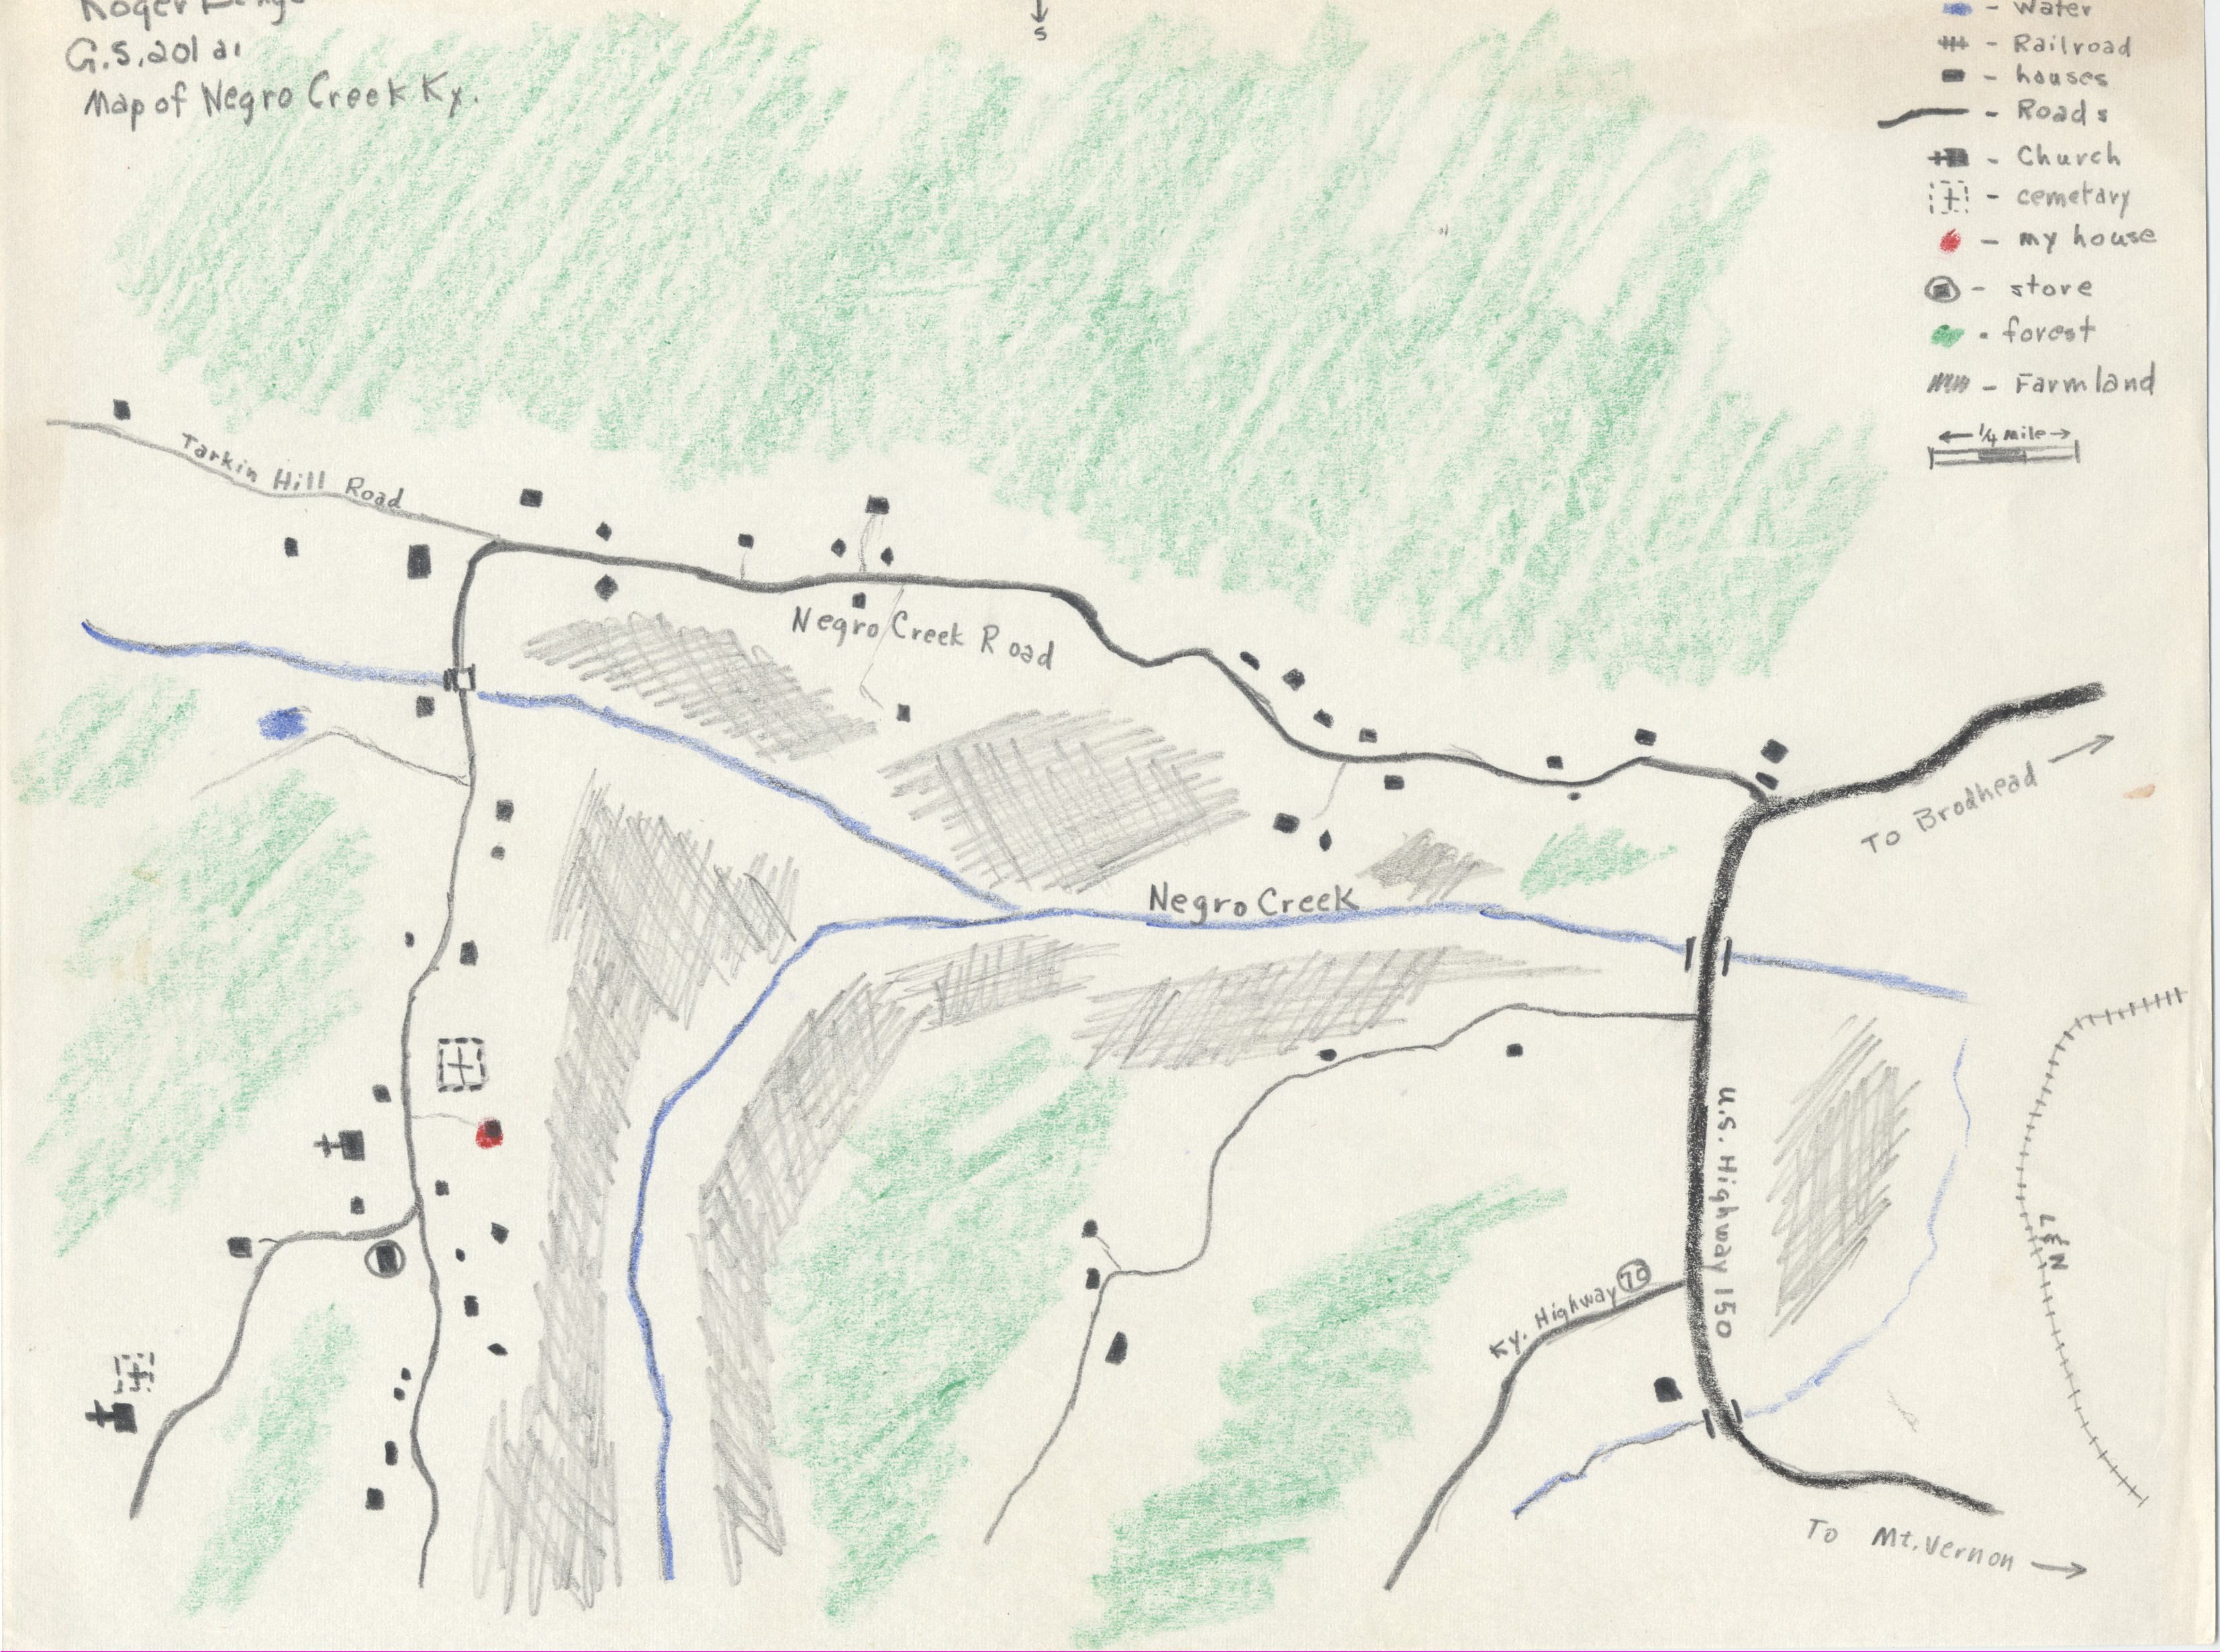 Roger
G.S. 201 a1
Map of Negro Creek Ky.
S
- Water
- Railroad
- houses
- Roads
- Church
- cemetary
- my house
- store
- forest
- Farmland
1/4 mile
Tarkin Hill Road
Negro Creek Road
To Brodhead
Negro Creek
U.S. Highway 150
L&N
Ky. Highway 70
To Mt. Vernon